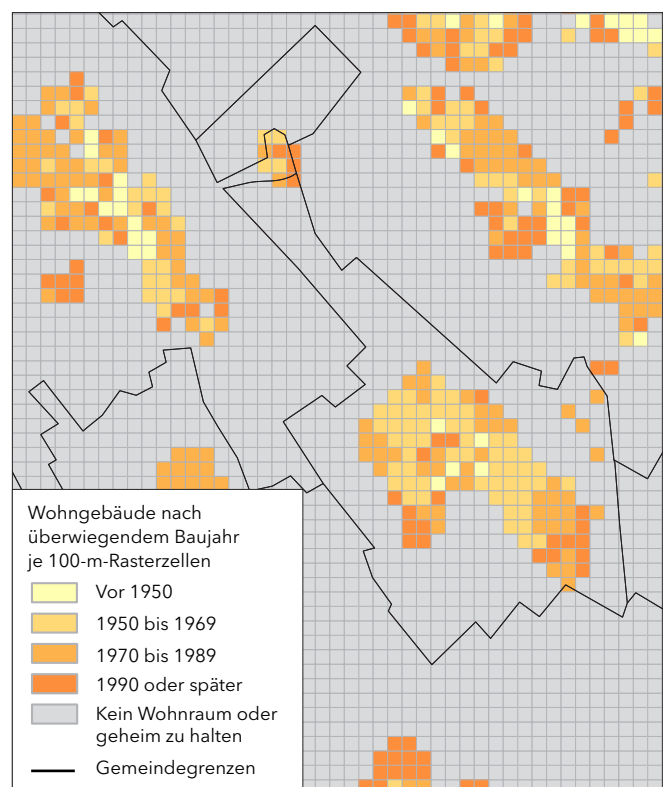 Wohngebäude nach
überwiegendem Baujahr
je 100-m-Rasterzellen
Vor 1950
1950 bis 1969
1970 bis 1989
1990 oder später
Kein Wohnraum oder
geheim zu halten
Gemeindegrenzen